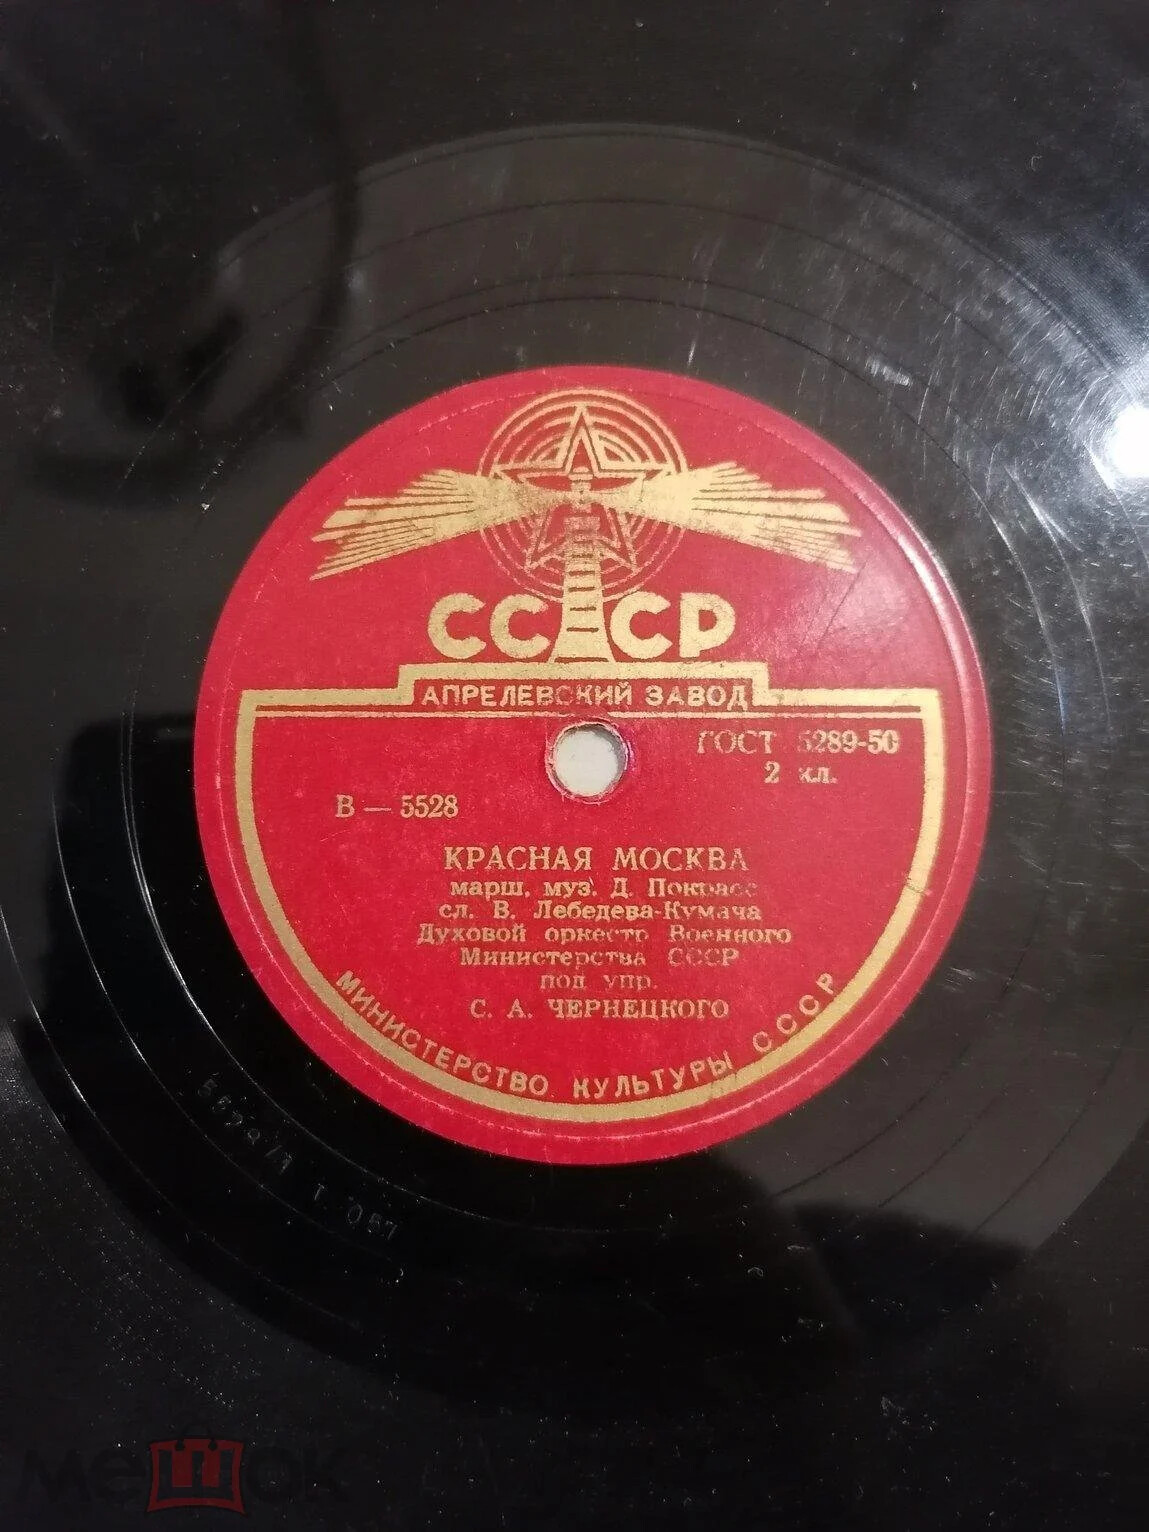 СССР
АПРЕЛЕВСКИЙ ЗАВОД
ГОСТ 5289-50
2 кл.
В — 5528
КРАСНАЯ МОСКВА
марш, муз. Д. Покрасс
сл. В. Лебедева-Кумача
Духовой оркестр Военного
Министерства СССР
под упр.
С. А. ЧЕРНЕЦКОГО
МИНИСТЕРСТВО КУЛЬТУРЫ СССР
мешок